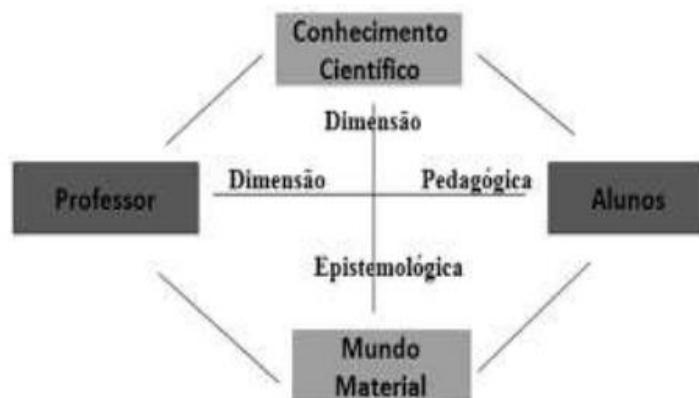 Conhecimento
Científico
Dimensão
Professor
Dimensão
Pedagógica
Alunos
Epistemológica
Mundo
Material